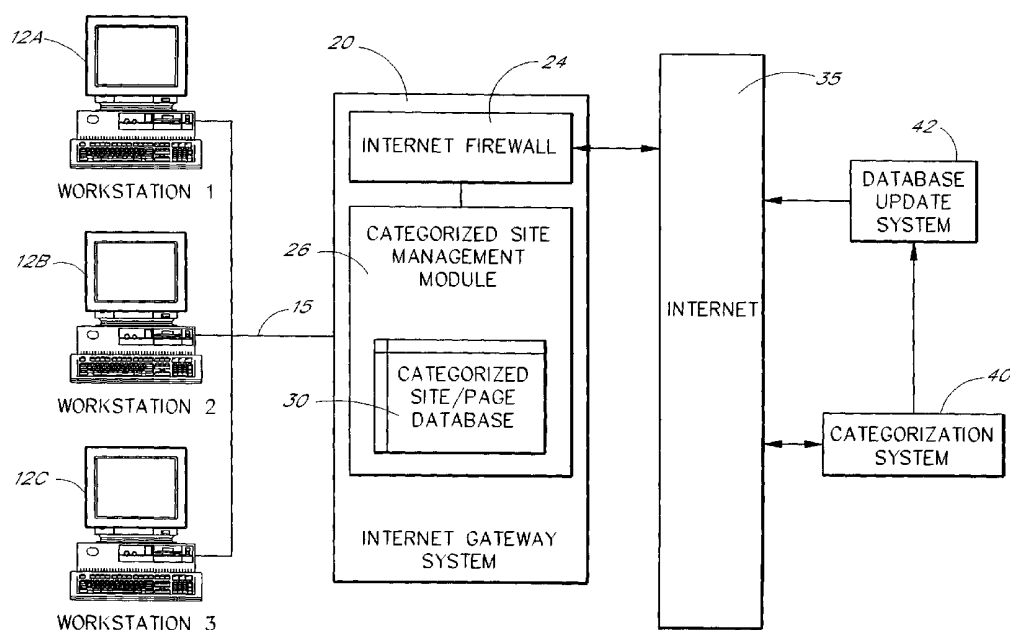 12A
WORKSTATION 1
12B
15
WORKSTATION 2
12C
WORKSTATION 3
20
24
INTERNET FIREWALL
CATEGORIZED SITE
MANAGEMENT
MODULE
26
CATEGORIZED
SITE/PAGE
DATABASE
30
INTERNET GATEWAY
SYSTEM
35
INTERNET
42
DATABASE
UPDATE
SYSTEM
40
CATEGORIZATION
SYSTEM